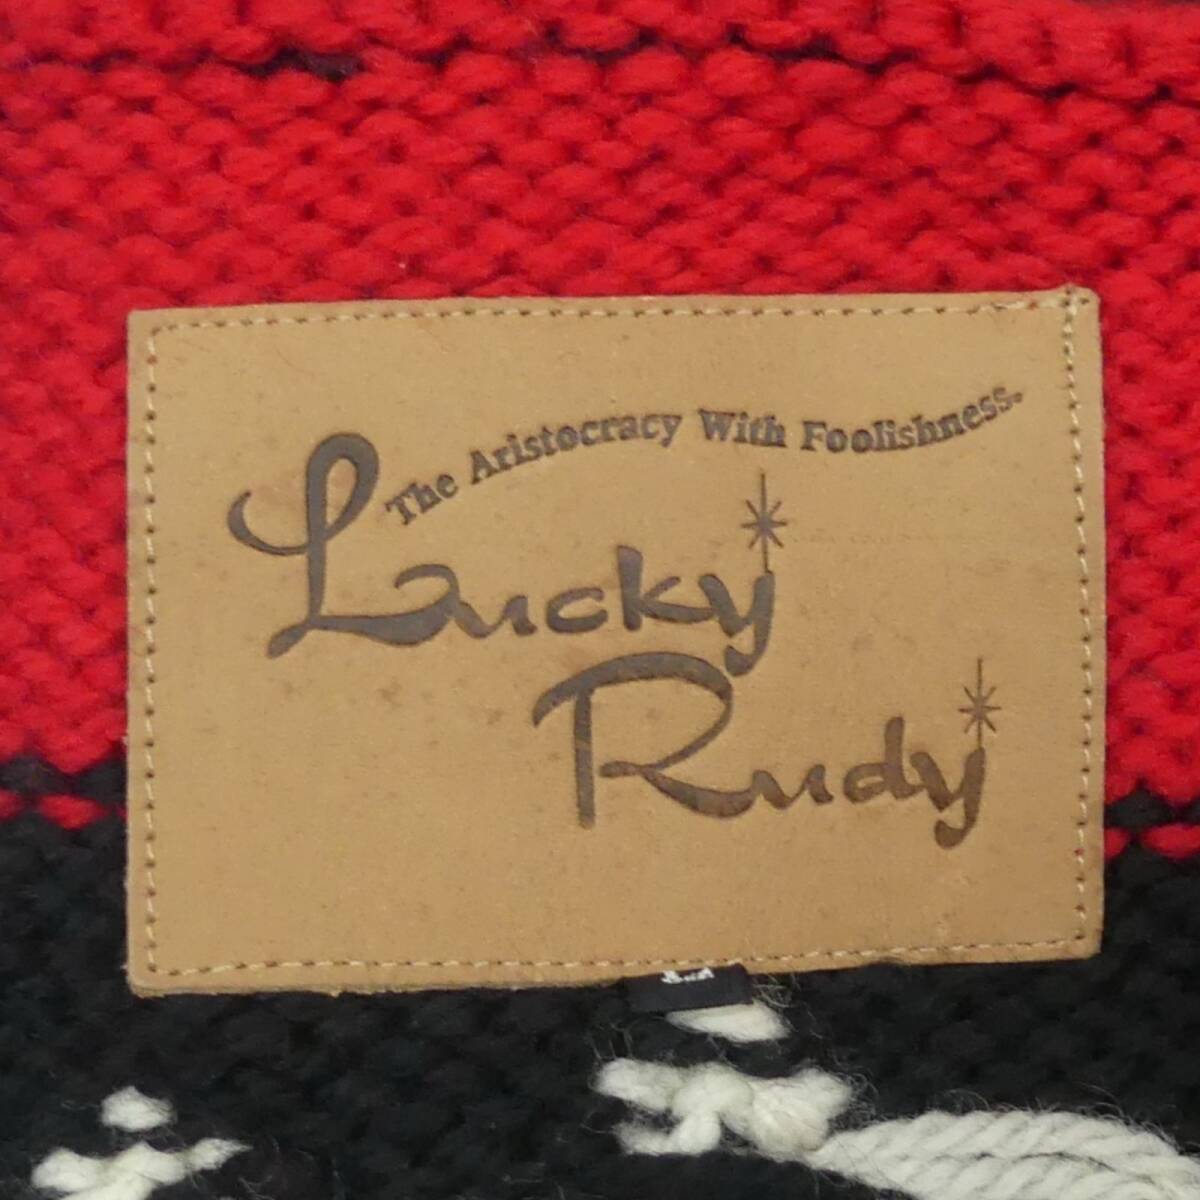 The Aristocracy With Foolishness.
Lucky
Rudy